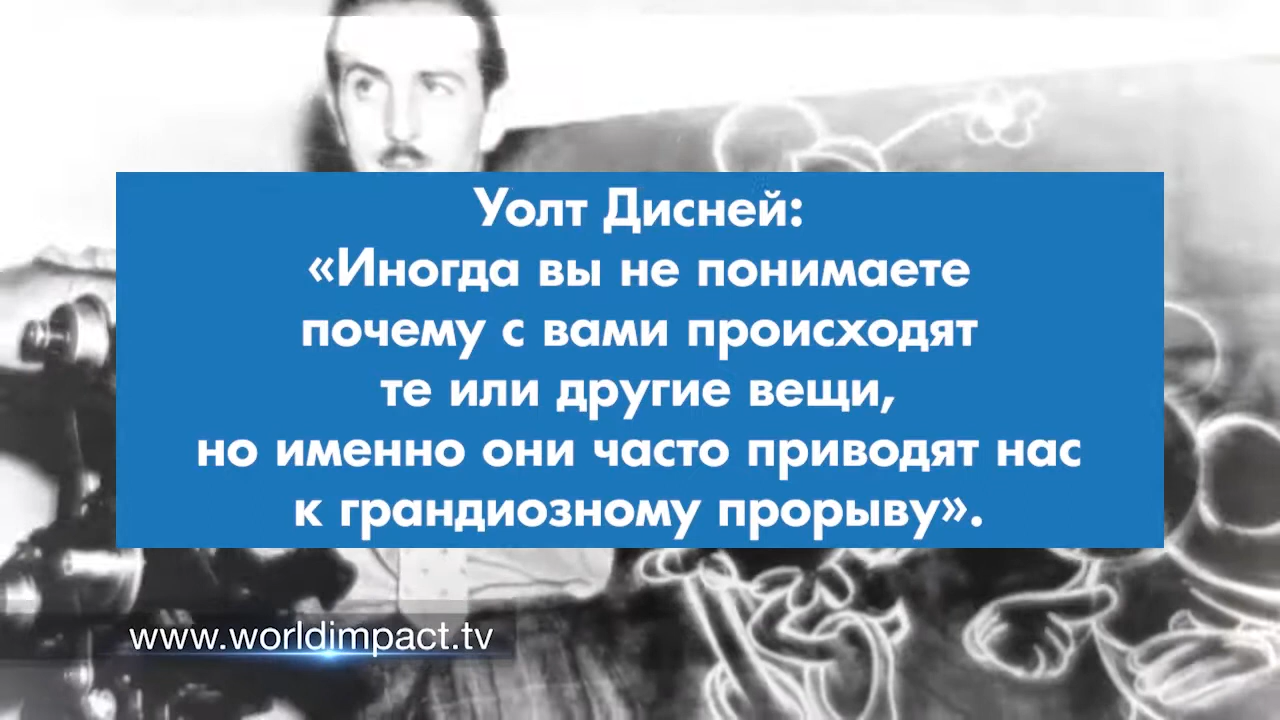 Уолт Дисней:
«Иногда вы не понимаете
почему с вами происходят
те или другие вещи,
но именно они часто приводят нас
к грандиозному прорыву».
www.worldimpact.tv